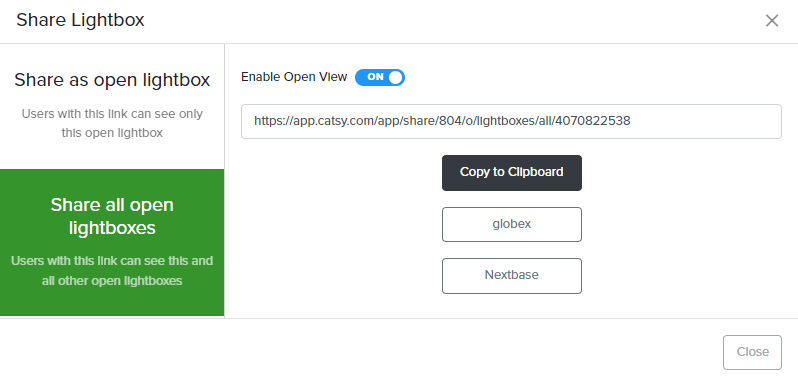 Share Lightbox
Share as open lightbox
Users with this link can see only
this open lightbox
Share all open
lightboxes
Users with this link can see this and
all other open lightboxes
Enable Open View ON
https://app.catsy.com/app/share/804/o/lightboxes/all/4070822538
Copy to Clipboard
globex
Nextbase
Close